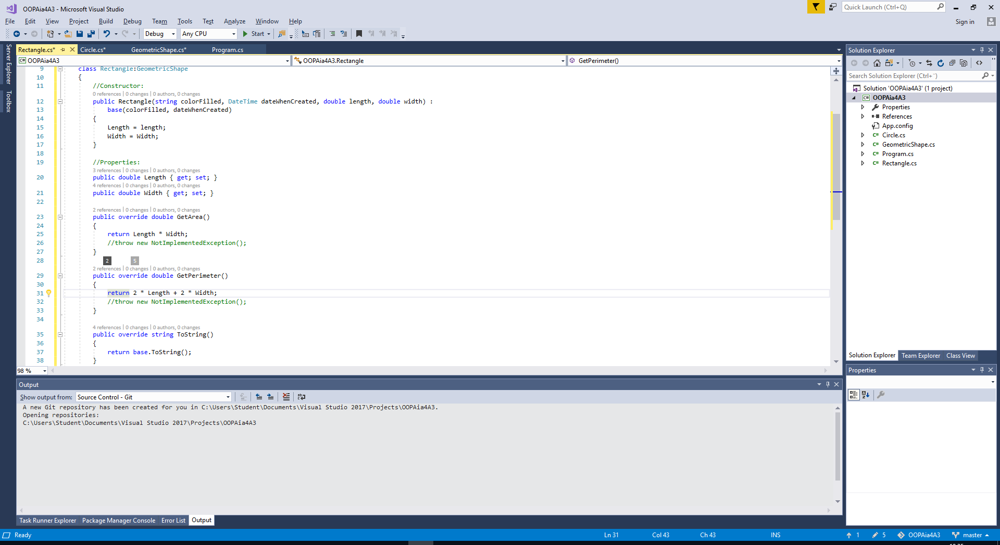 OOPAia4A3 - Microsoft Visual Studio
Quick Launch (Ctrl+Q)
File Edit View Project Build Debug Team Tools Test Analyze Window Help
Sign in
Debug Any CPU Start
Server Explorer
Toolbox
Rectangle.cs* Circle.cs* GeometricShape.cs* Program.cs
OOPAia4A3 OOPAia4A3.Rectangle GetPerimeter()
9 class Rectangle:GeometricShape
10 {
11 //Constructor:
0 references | 0 changes | 0 authors, 0 changes
12 public Rectangle(string colorFilled, DateTime dateWhenCreated, double length, double width) :
13 base(colorFilled, dateWhenCreated)
14 {
15 Length = length;
16 Width = Width;
17 }
18
19 //Properties:
3 references | 0 changes | 0 authors, 0 changes
20 public double Length { get; set; }
4 references | 0 changes | 0 authors, 0 changes
21 public double Width { get; set; }
22
2 references | 0 changes | 0 authors, 0 changes
23 public override double GetArea()
24 {
25 return Length * Width;
26 //throw new NotImplementedException();
27 }
28 2 5
2 references | 0 changes | 0 authors, 0 changes
29 public override double GetPerimeter()
30 {
31 return 2 * Length + 2 * Width;
32 //throw new NotImplementedException();
33 }
34
4 references | 0 changes | 0 authors, 0 changes
35 public override string ToString()
36 {
37 return base.ToString();
38 }
98 %
Output
Show output from: Source Control - Git
A new Git repository has been created for you in C:\Users\Student\Documents\Visual Studio 2017\Projects\OOPAia4A3.
Opening repositories:
C:\Users\Student\Documents\Visual Studio 2017\Projects\OOPAia4A3
Task Runner Explorer Package Manager Console Error List Output
Solution Explorer
Search Solution Explorer (Ctrl+¨)
Solution 'OOPAia4A3' (1 project)
C# OOPAia4A3
Properties
References
App.config
C# Circle.cs
C# GeometricShape.cs
C# Program.cs
C# Rectangle.cs
Solution Explorer Team Explorer Class View
Properties
Ready Ln 31 Col 43 Ch 43 INS 1 5 OOPAia4A3 master